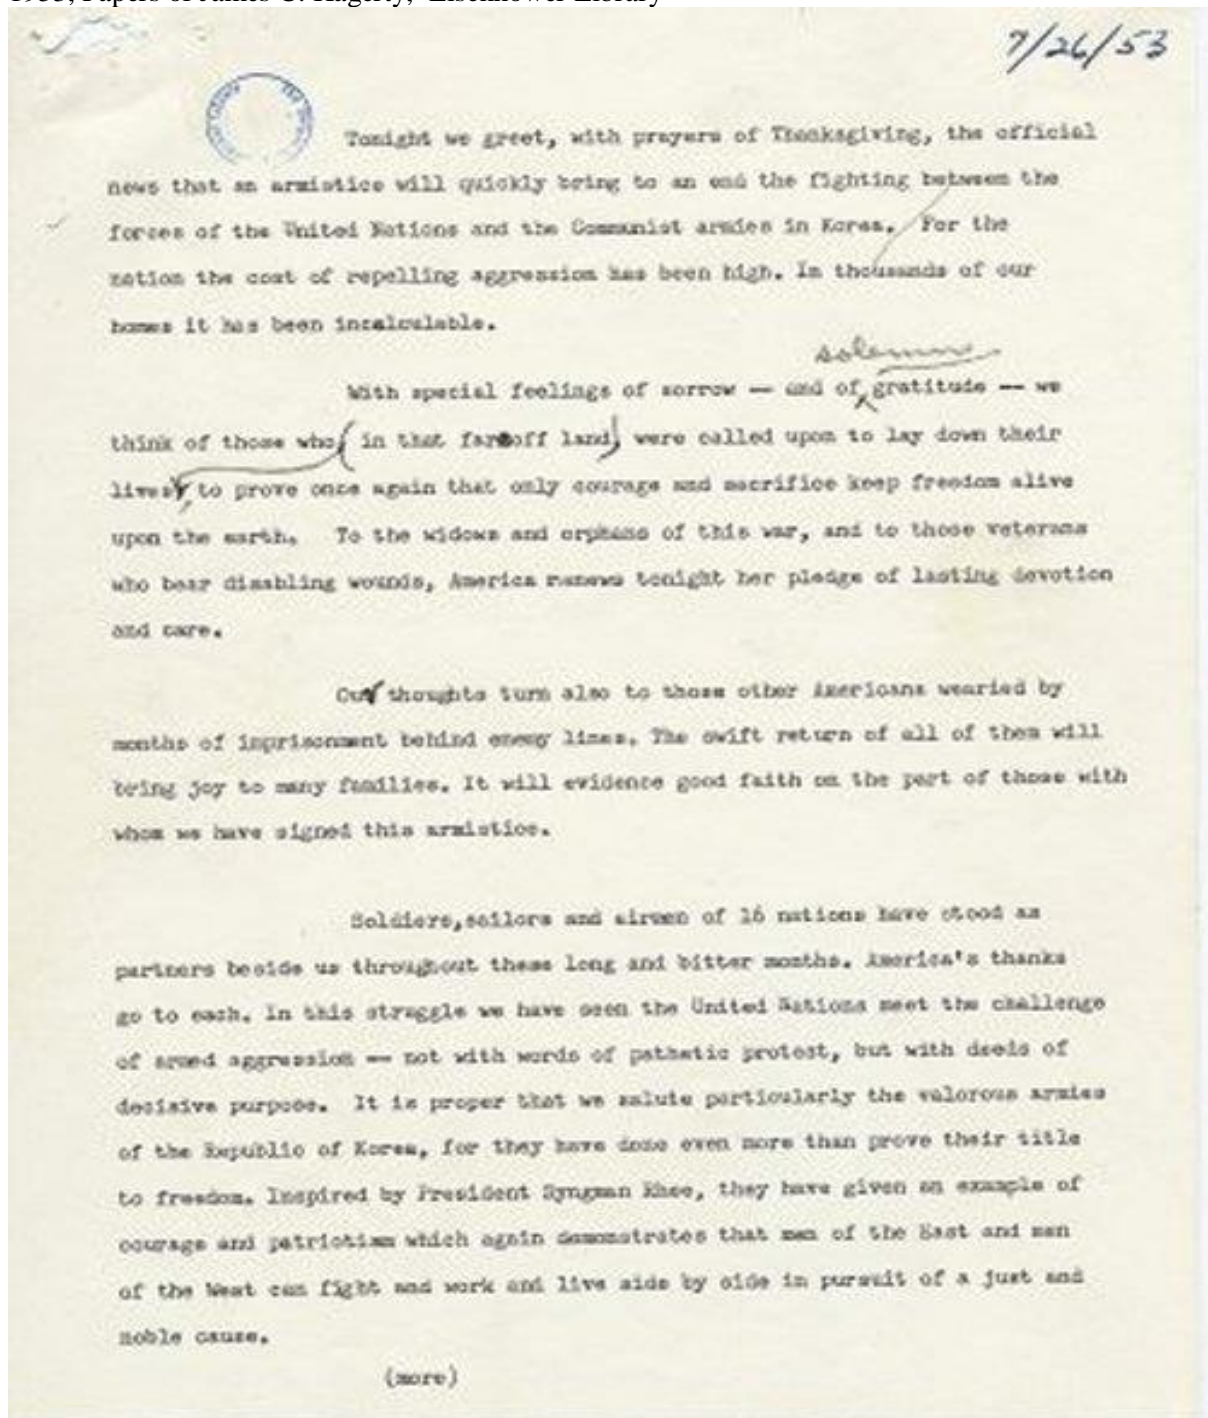 1953, Papers of James C. Hagerty, Eisenhower Library
7/26/53
Tonight we greet, with prayers of Thanksgiving, the official
news that an armistice will quickly bring to an end the fighting between the
forces of the United Nations and the Communist armies in Korea. For the
nation the cost of repelling aggression has been high. In thousands of our
homes it has been incalculable.
solemn
With special feelings of sorrow -- and of gratitude -- we
think of those who ( in that far off land) were called upon to lay down their
lives, to prove once again that only courage and sacrifice keep freedom alive
upon the earth. To the widows and orphans of this war, and to those veterans
who bear disabling wounds, America renews tonight her pledge of lasting devotion
and care.
Our thoughts turn also to those other Americans wearied by
months of imprisonment behind enemy lines. The swift return of all of them will
bring joy to many families. It will evidence good faith on the part of those with
whom we have signed this armistice.
Soldiers, sailors and airmen of 16 nations have stood as
partners beside us throughout these long and bitter months. America's thanks
go to each. In this struggle we have seen the United Nations meet the challenge
of armed aggression -- not with words of pathetic protest, but with deeds of
decisive purpose. It is proper that we salute particularly the valorous armies
of the Republic of Korea, for they have done even more than prove their title
to freedom. Inspired by President Syngman Rhee, they have given an example of
courage and patriotism which again demonstrates that men of the East and men
of the West can fight and work and live side by side in pursuit of a just and
noble cause.
(more)